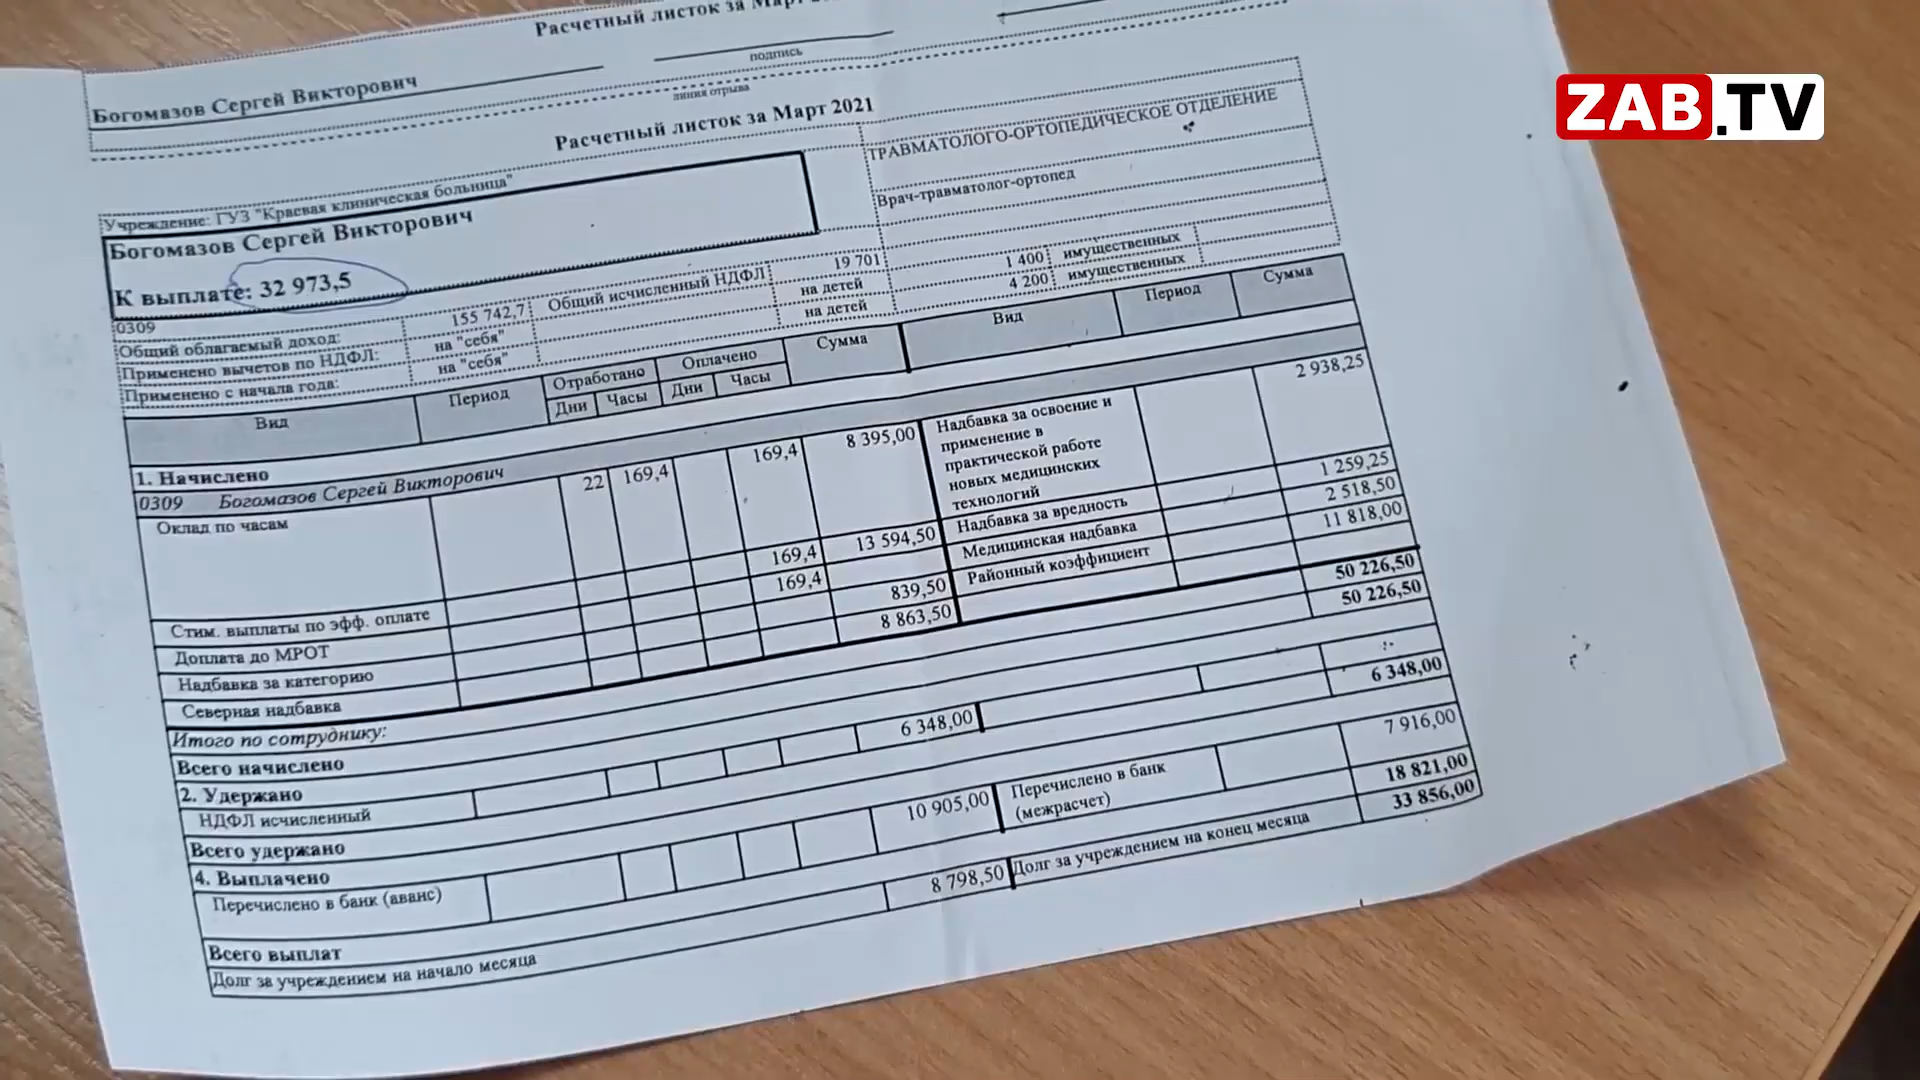 Расчетный листок за Март
ZAB.TV
подпись
Богомазов Сергей Викторович
линия отрыва
Расчетный листок за Март 2021
Учреждение: ГУЗ "Краевая клиническая больница"
ТРАВМАТОЛОГО-ОРТОПЕДИЧЕСКОЕ ОТДЕЛЕНИЕ
Богомазов Сергей Викторович
Врач-травматолог-ортопед
К выплате: 32 973,5
0309
Общий облагаемый доход: 155 742,7 Общий исчисленный НДФЛ 19 701
Применено вычетов по НДФЛ: на "себя" на детей 1 400 имущественных
Применено с начала года: на "себя" на детей 4 200 имущественных
Вид Период Отработано Оплачено Сумма Вид Период Сумма
Дни Часы Дни Часы
1. Начислено
0309 Богомазов Сергей Викторович
Оклад по часам 22 169,4 169,4 8 395,00
Надбавка за освоение и 2 938,25
применение в
практической работе
новых медицинских
технологий
Стим. выплаты по эфф. оплате 169,4 13 594,50 Надбавка за вредность 1 259,25
Доплата до МРОТ 169,4 Медицинская надбавка 2 518,50
Надбавка за категорию 839,50 Районный коэффициент 11 818,00
Северная надбавка 8 863,50
Итого по сотруднику: 50 226,50
Всего начислено 50 226,50
2. Удержано
НДФЛ исчисленный 6 348,00
Всего удержано 6 348,00
4. Выплачено
Перечислено в банк (аванс) 10 905,00 Перечислено в банк 7 916,00
(межрасчет)
Всего выплат 18 821,00
Долг за учреждением на начало месяца 8 798,50 Долг за учреждением на конец месяца 33 856,00